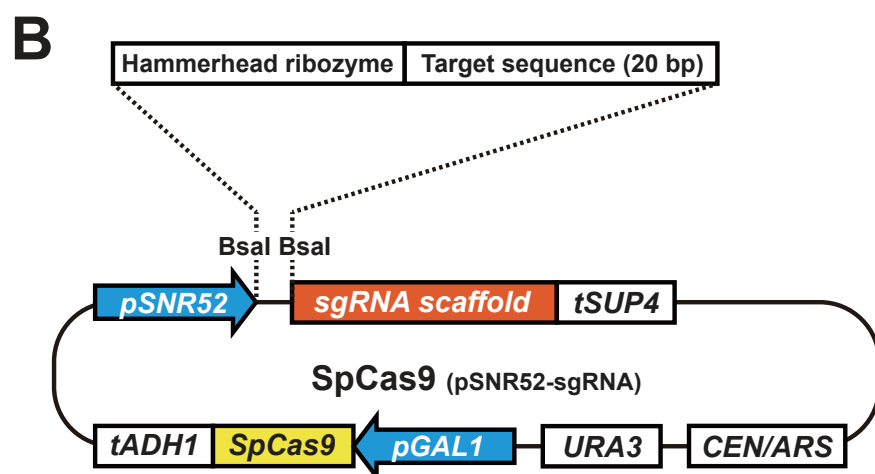 B
Hammerhead ribozyme Target sequence (20 bp)
BsaI BsaI
pSNR52 sgRNA scaffold tSUP4
SpCas9 (pSNR52-sgRNA)
tADH1 SpCas9 pGAL1 URA3 CEN/ARS